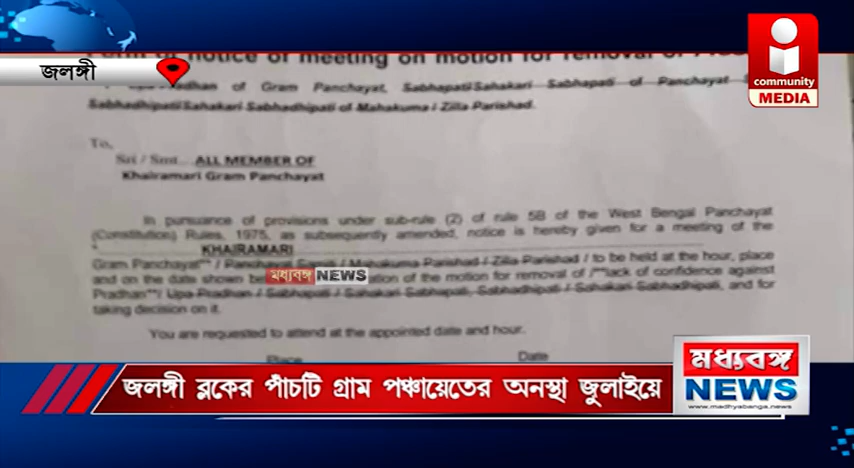 notice of meeting on motion for removal of
জলঙ্গী
community
MEDIA
Pradhan of Gram Panchayat, Sabhapati/Sahakari Sabhapati of Panchayat
Sabhadhipati/Sahakari Sabhadhipati of Mahakuma / Zilla Parishad.
To,
Sri / Smt... ALL MEMBER OF
Khairamari Gram Panchayat
In pursuance of provisions under sub-rule (2) of rule 5B of the West Bengal Panchayat
(Constitution) Rules, 1975, as subsequently amended, notice is hereby given for a meeting of the
KHAIRAMARI
Gram Panchayat** / Panchayat Samiti / Mahakuma Parishad / Zilla Parishad / to be held at the hour, place
and on the date shown ation of the motion for removal of /**lack of confidence against
মধ্যবঙ্গ NEWS
Pradhan**/ Upa Pradhan / Sabhapati / Sahakari Sabhapati, Sabhadhipati / Sahakari Sabhadhipati, and for
taking decision on it.
You are requested to attend at the appointed date and hour.
Place Date
জলঙ্গী ব্লকের পাঁচটি গ্রাম পঞ্চায়েতের অনস্থা জুলাইয়ে
মধ্যবঙ্গ
NEWS
www.madhyabanga.news